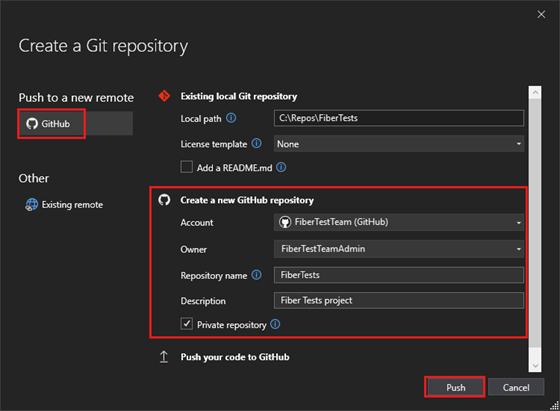 Create a Git repository
Push to a new remote
GitHub
Other
Existing remote
Existing local Git repository
Local path C:\Repos\FiberTests
License template None
Add a README.md
Create a new GitHub repository
Account FiberTestTeam (GitHub)
Owner FiberTestTeamAdmin
Repository name FiberTests
Description Fiber Tests project
Private repository
Push your code to GitHub
Push Cancel